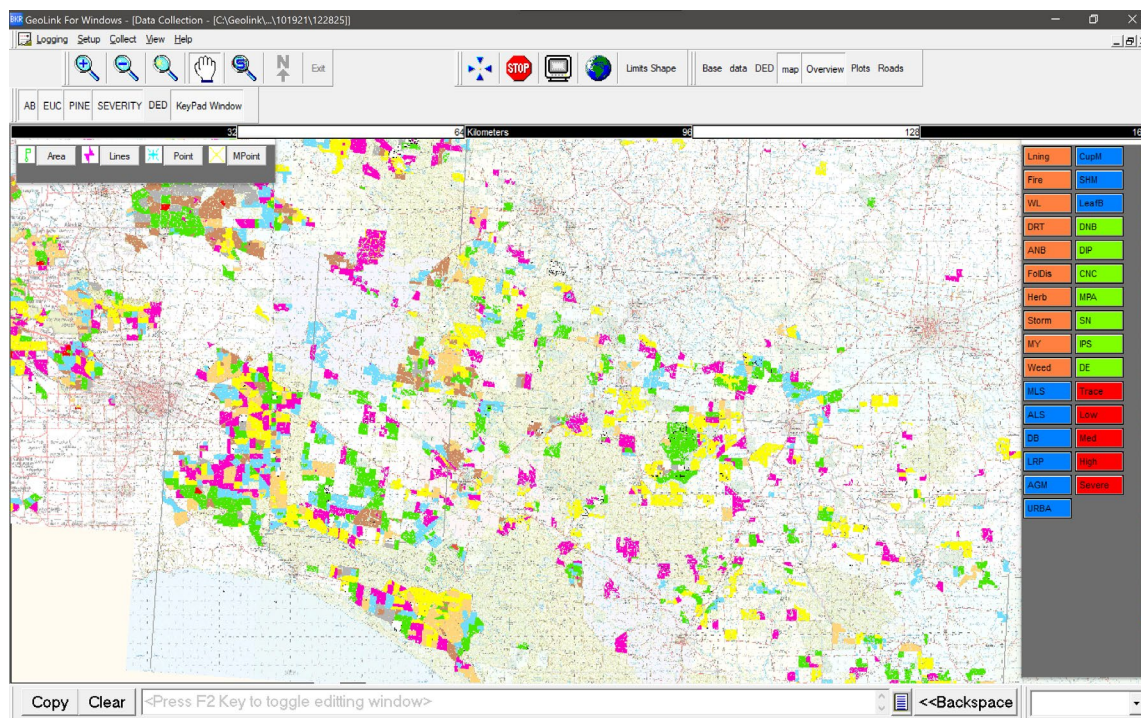 BKR GeoLink For Windows - [Data Collection - [C:\Geolink\...\101921\122825]]
Logging Setup Collect View Help
N Exit STOP Limits Shape Base data DED map Overview Plots Roads
AB EUC PINE SEVERITY DED KeyPad Window
32 64 Kilometers 96 128 16
Area Lines Point MPoint
Lning CupM
Fire SHM
WL LeafB
DRT DNB
ANB DIP
FolDis CNC
Herb MPA
Storm SN
MY IPS
Weed DE
MLS Trace
ALS Low
DB Med
LRP High
AGM Severe
URBA
Copy Clear <Press F2 Key to toggle editing window> <<Backspace